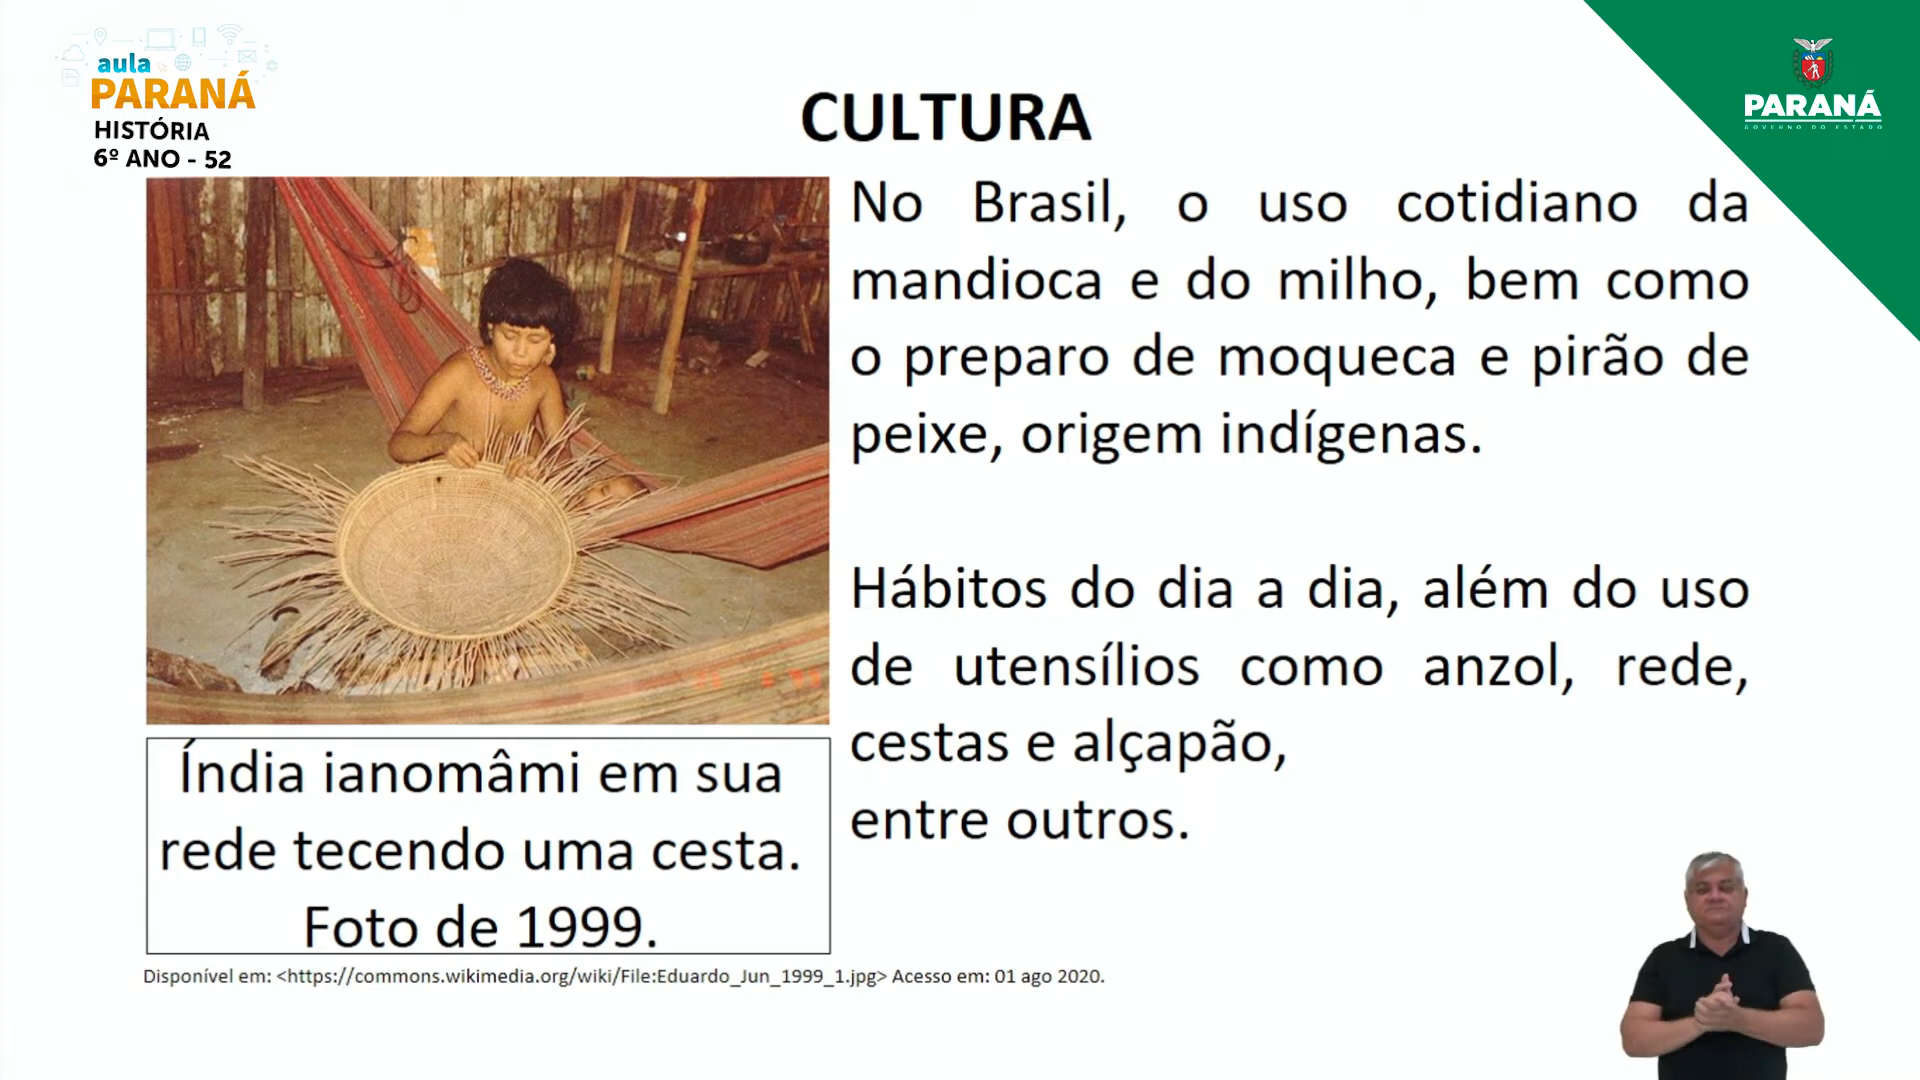 aula
PARANÁ
HISTÓRIA
6º ANO - 52
PARANÁ
GOVERNO DO ESTADO
CULTURA
No Brasil, o uso cotidiano da
mandioca e do milho, bem como
o preparo de moqueca e pirão de
peixe, origem indígenas.
Hábitos do dia a dia, além do uso
de utensílios como anzol, rede,
cestas e alçapão,
entre outros.
Índia ianomâmi em sua
rede tecendo uma cesta.
Foto de 1999.
Disponível em: <https://commons.wikimedia.org/wiki/File:Eduardo_Jun_1999_1.jpg> Acesso em: 01 ago 2020.